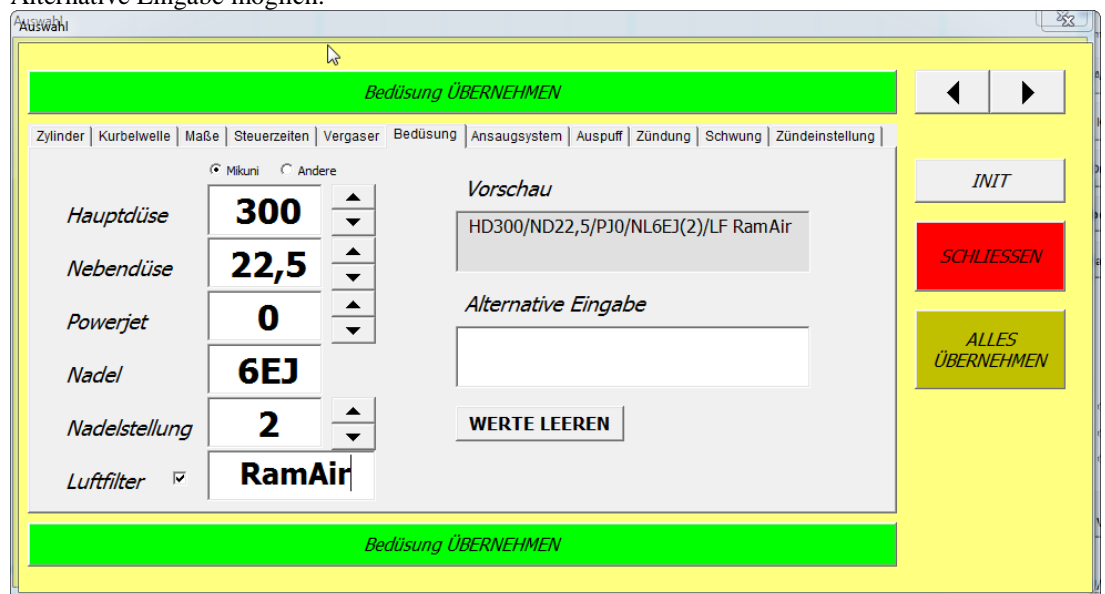 Alternative Eingabe möglich.
Auswahl
Auswahl
Bedüsung ÜBERNEHMEN
Zylinder Kurbelwelle Maße Steuerzeiten Vergaser Bedüsung Ansaugsystem Auspuff Zündung Schwung Zündeinstellung
Mikuni Andere
Hauptdüse 300
Nebendüse 22,5
Powerjet 0
Nadel 6EJ
Nadelstellung 2
Luftfilter RamAir
Vorschau
HD300/ND22,5/PJ0/NL6EJ(2)/LF RamAir
Alternative Eingabe
WERTE LEEREN
INIT
SCHLIESSEN
ALLES
ÜBERNEHMEN
Bedüsung ÜBERNEHMEN